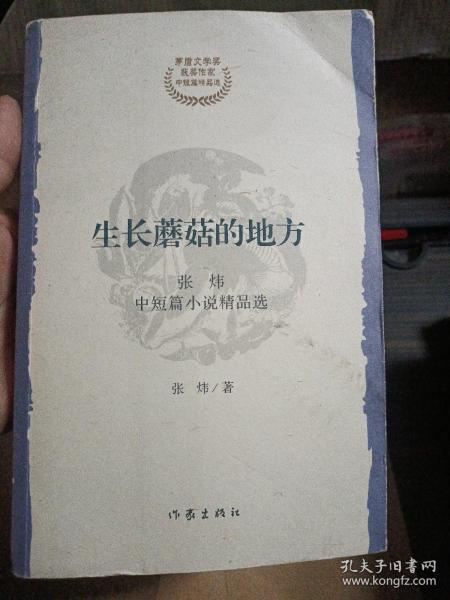 茅盾文学奖
获奖作家
中短篇精品选
生长蘑菇的地方
张 炜
中短篇小说精品选
张 炜/著
作家出版社
孔夫子旧书网
www.kongfz.com